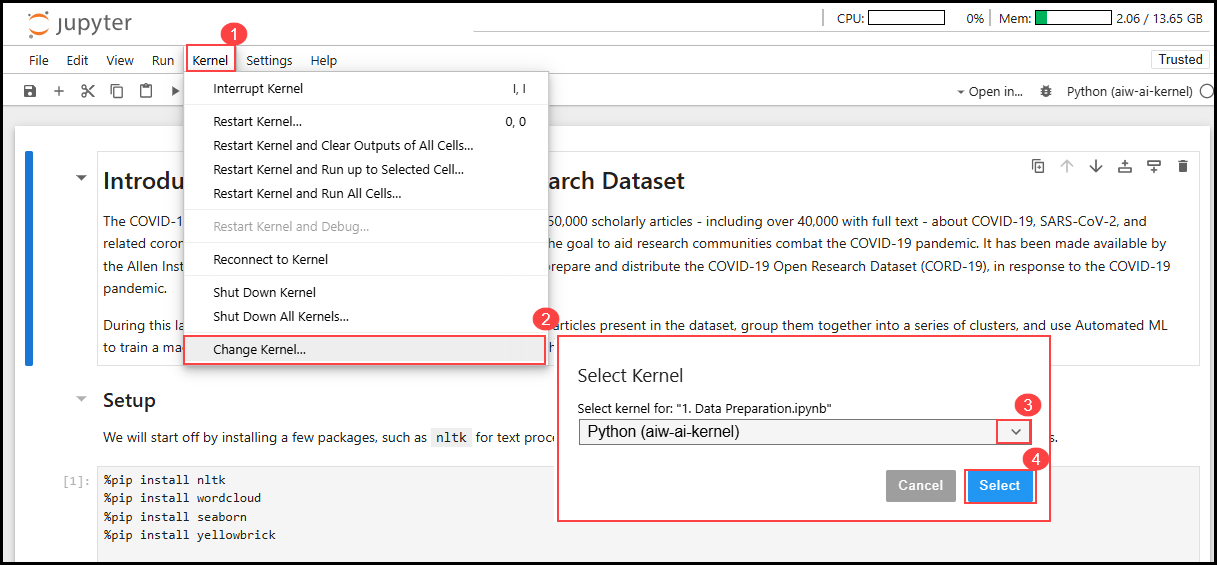 jupyter
CPU: 0% Mem: 2.06 / 13.65 GB
1
File Edit View Run Kernel Settings Help Trusted
Open in... Python (aiw-ai-kernel)
Interrupt Kernel I, I
Restart Kernel... 0, 0
Restart Kernel and Clear Outputs of All Cells...
Restart Kernel and Run up to Selected Cell...
Restart Kernel and Run All Cells...
Restart Kernel and Debug...
Reconnect to Kernel
Shut Down Kernel
Shut Down All Kernels...
2
Change Kernel...
Introdu arch Dataset
The COVID-1 50,000 scholarly articles - including over 40,000 with full text - about COVID-19, SARS-CoV-2, and
related coron he goal to aid research communities combat the COVID-19 pandemic. It has been made available by
the Allen Inst repare and distribute the COVID-19 Open Research Dataset (CORD-19), in response to the COVID-19
pandemic.
During this la articles present in the dataset, group them together into a series of clusters, and use Automated ML
to train a ma
Select Kernel
Select kernel for: "1. Data Preparation.ipynb"
3
Python (aiw-ai-kernel)
4
Cancel Select
Setup
We will start off by installing a few packages, such as nltk for text proce s.
[1]:
%pip install nltk
%pip install wordcloud
%pip install seaborn
%pip install yellowbrick